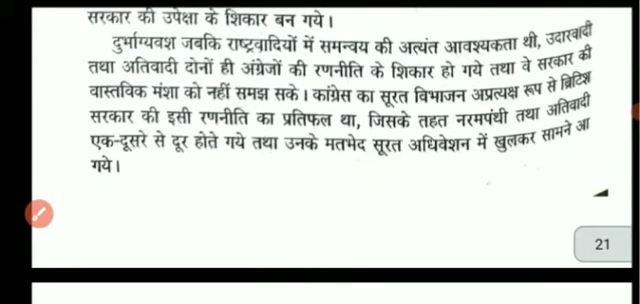 सरकार की उपेक्षा के शिकार बन गये।
दुर्भाग्यवश जबकि राष्ट्रवादियों में समन्वय की अत्यंत आवश्यकता थी, उदारवादी
तथा अतिवादी दोनों ही अंग्रेजों की रणनीति के शिकार हो गये तथा वे सरकार की
वास्तविक मंशा को नहीं समझ सके। कांग्रेस का सूरत विभाजन अप्रत्यक्ष रूप से ब्रिटिश
सरकार की इसी रणनीति का प्रतिफल था, जिसके तहत नरमपंथी तथा अतिवादी
एक-दूसरे से दूर होते गये तथा उनके मतभेद सूरत अधिवेशन में खुलकर सामने आ
गये।
21